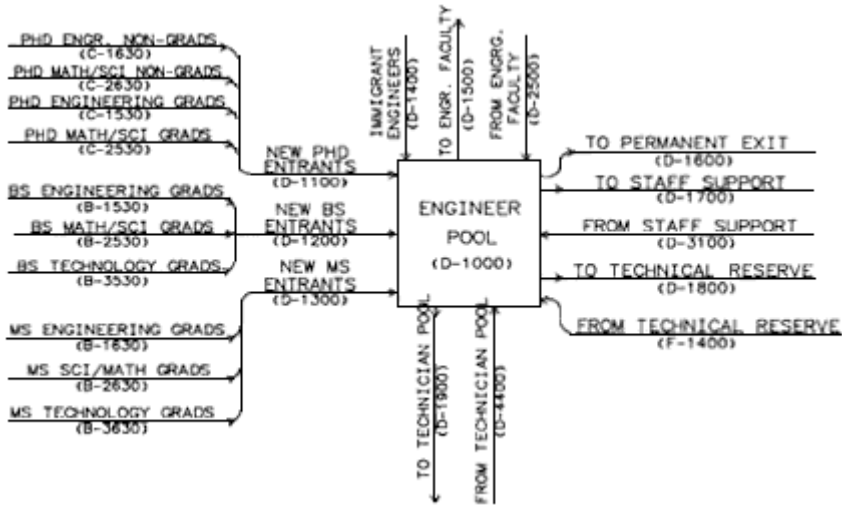 PHD ENGR. NON-GRADS
(C-1630)
PHD MATH/SCI NON-GRADS
(C-2630)
PHD ENGINEERING GRADS
(C-1530)
PHD MATH/SCI GRADS
(C-2530)
NEW PHD
ENTRANTS
(D-1100)
BS ENGINEERING GRADS
(B-1530)
BS MATH/SCI GRADS
(B-2530)
BS TECHNOLOGY GRADS
(B-3530)
NEW BS
ENTRANTS
(D-1200)
NEW MS
ENTRANTS
(D-1300)
MS ENGINEERING GRADS
(B-1630)
MS SCI/MATH GRADS
(B-2630)
MS TECHNOLOGY GRADS
(B-3630)
IMMIGRANT
ENGINEERS
(D-1400)
TO ENGR. FACULTY
(D-1500)
FROM ENGRG.
FACULTY
(D-2500)
ENGINEER
POOL
(D-1000)
TO PERMANENT EXIT
(D-1600)
TO STAFF SUPPORT
(D-1700)
FROM STAFF SUPPORT
(D-3100)
TO TECHNICAL RESERVE
(D-1800)
FROM TECHNICAL RESERVE
(F-1400)
TO TECHNICIAN POOL
(D-1900)
FROM TECHNICIAN POOL
(D-4400)